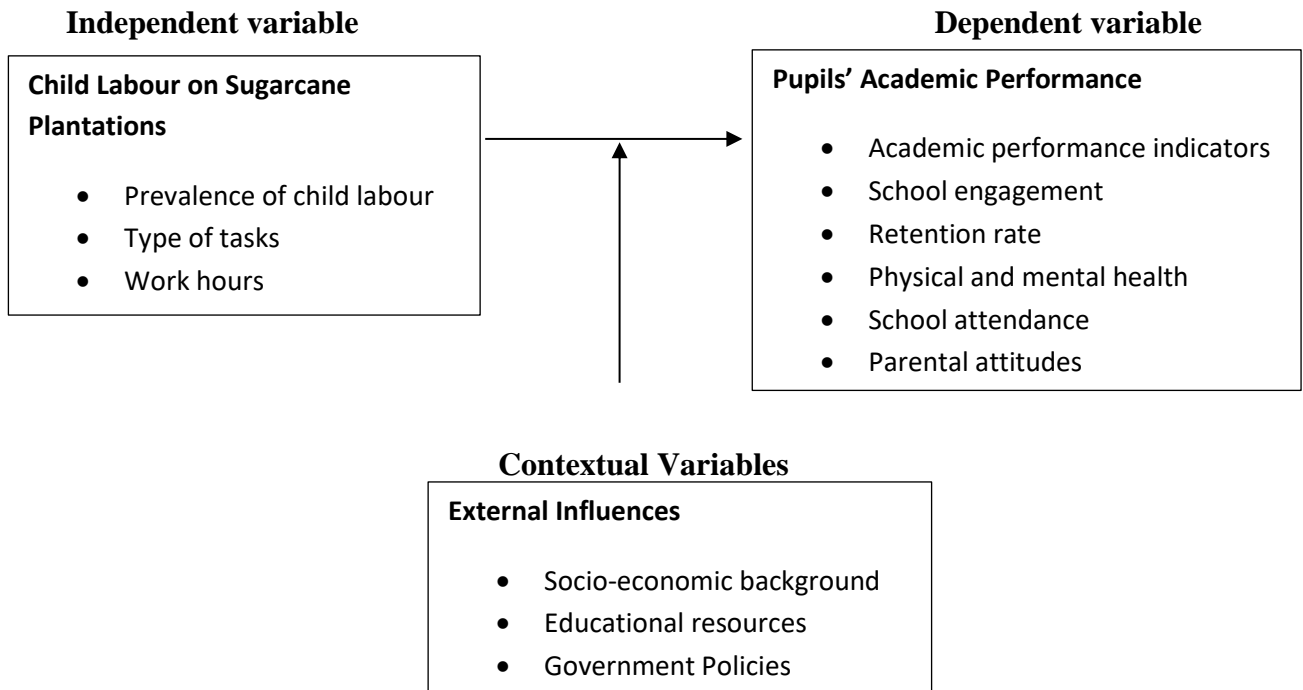 Independent variable
Dependent variable
Child Labour on Sugarcane
Plantations
• Prevalence of child labour
• Type of tasks
• Work hours
Pupils’ Academic Performance
• Academic performance indicators
• School engagement
• Retention rate
• Physical and mental health
• School attendance
• Parental attitudes
Contextual Variables
External Influences
• Socio-economic background
• Educational resources
• Government Policies